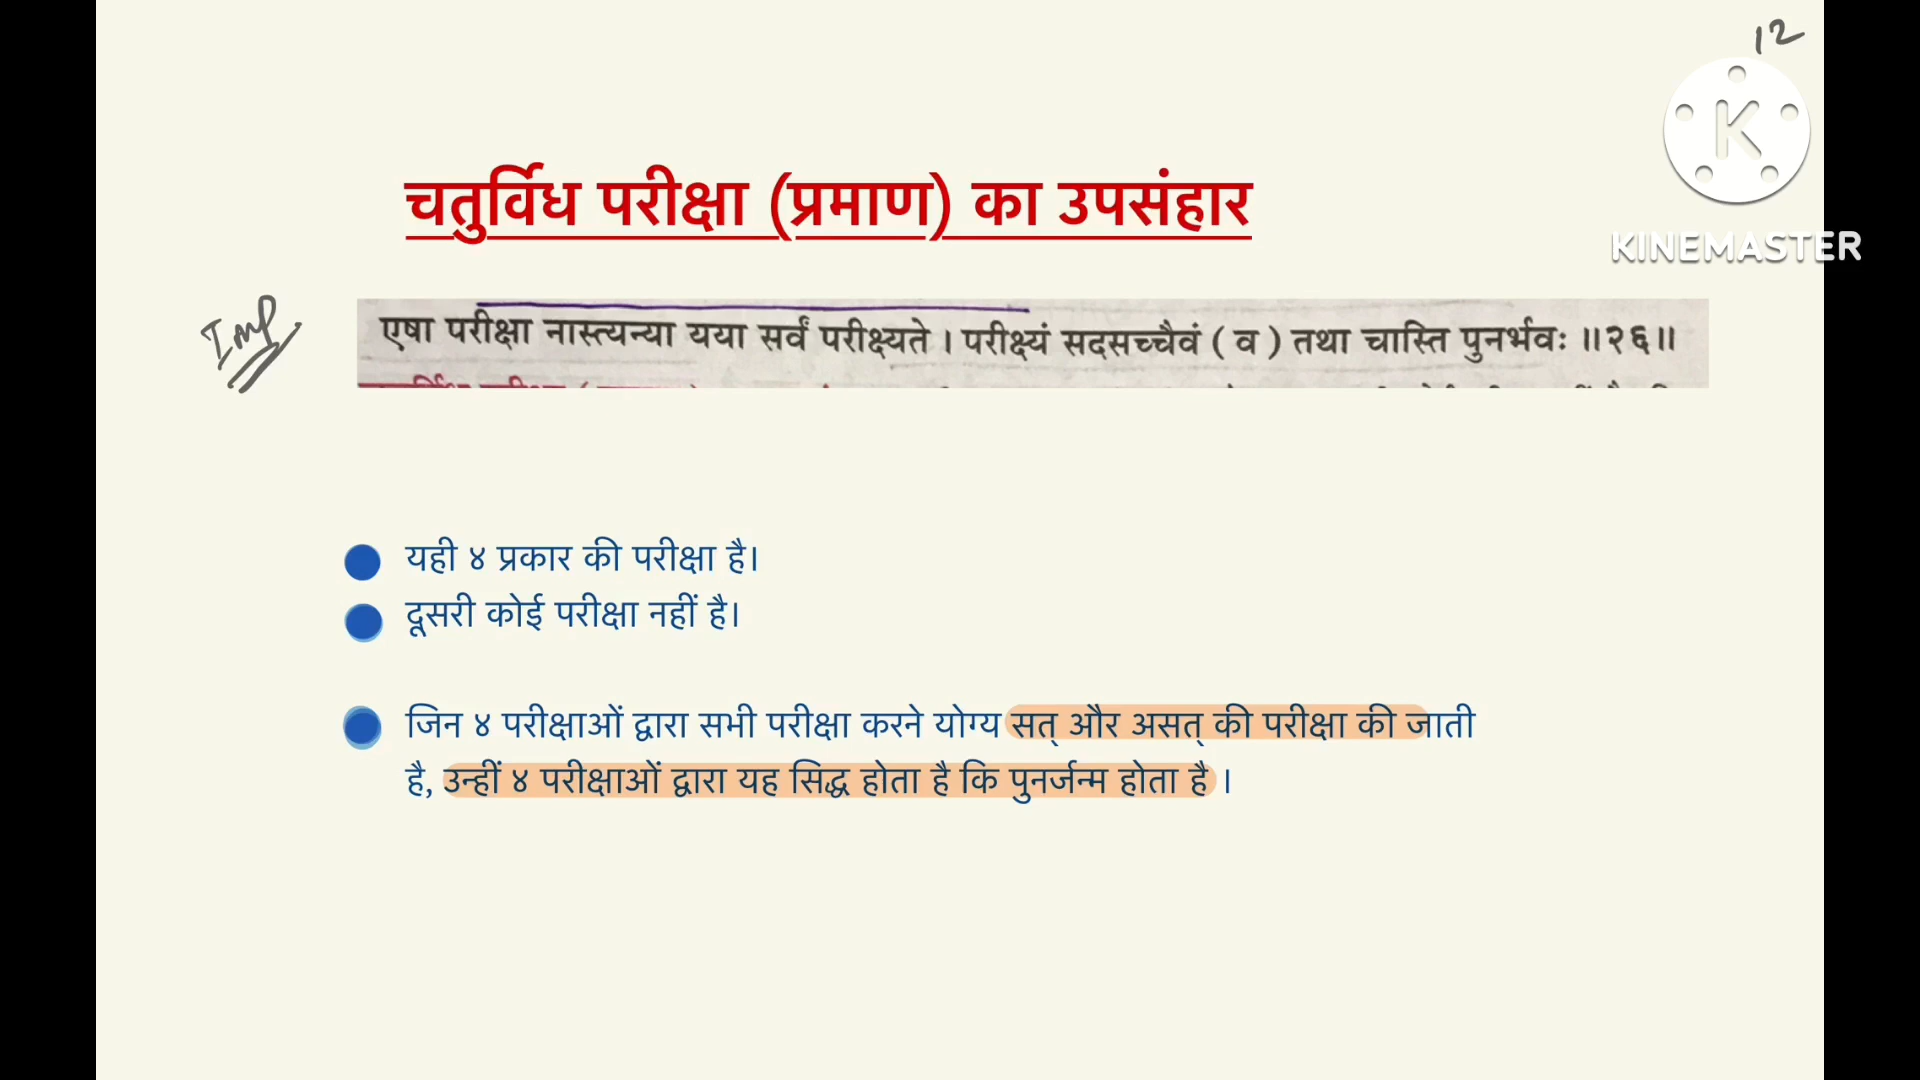 12
K
KINEMASTER
चतुर्विध परीक्षा (प्रमाण) का उपसंहार
Imp
एषा परीक्षा नास्त्यन्या यया सर्वं परीक्ष्यते । परीक्ष्यं सदसच्चैवं ( व ) तथा चास्ति पुनर्भवः ॥२६॥
यही ४ प्रकार की परीक्षा है।
दूसरी कोई परीक्षा नहीं है।
जिन ४ परीक्षाओं द्वारा सभी परीक्षा करने योग्य सत् और असत् की परीक्षा की जाती
है, उन्हीं ४ परीक्षाओं द्वारा यह सिद्ध होता है कि पुनर्जन्म होता है ।